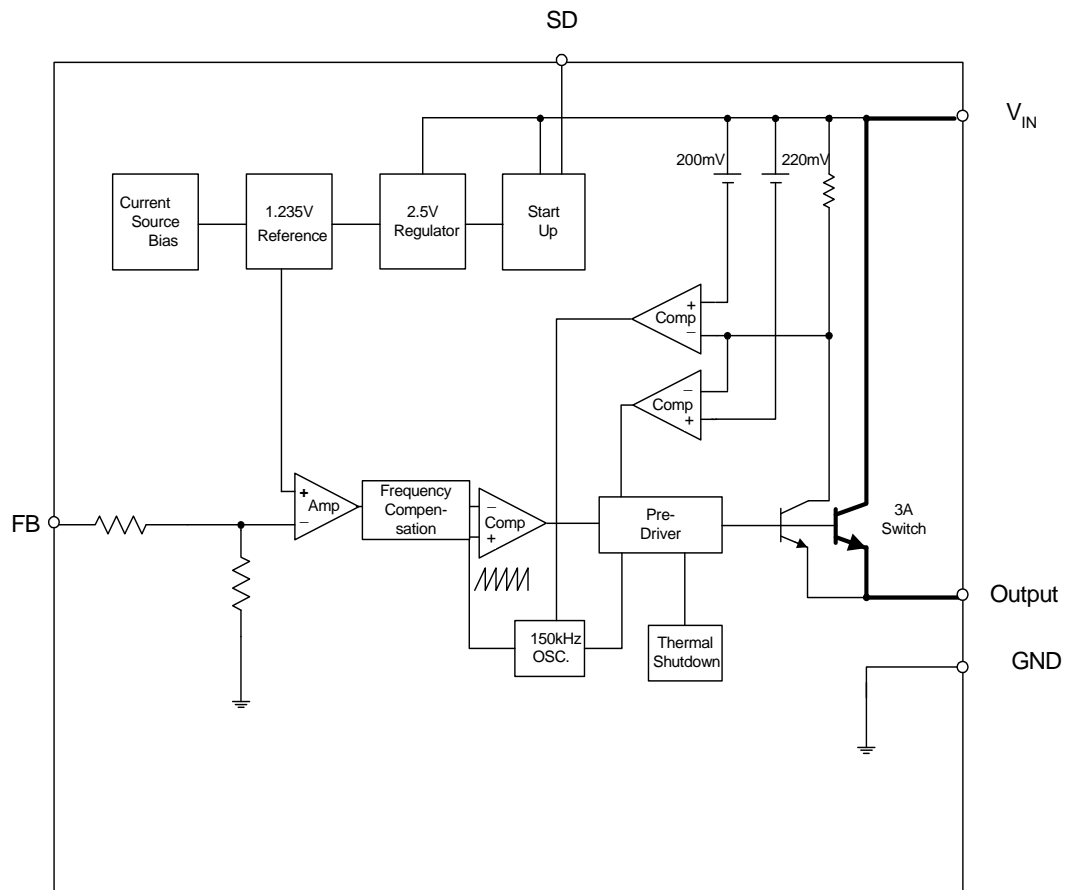 SD
V_IN
200mV
220mV
Current
Source
Bias
1.235V
Reference
2.5V
Regulator
Start
Up
+
Comp
−
−
Comp
+
FB
+
Amp
−
Frequency
Compen-
sation
−
Comp
+
Pre-
Driver
3A
Switch
Output
150kHz
OSC.
Thermal
Shutdown
GND